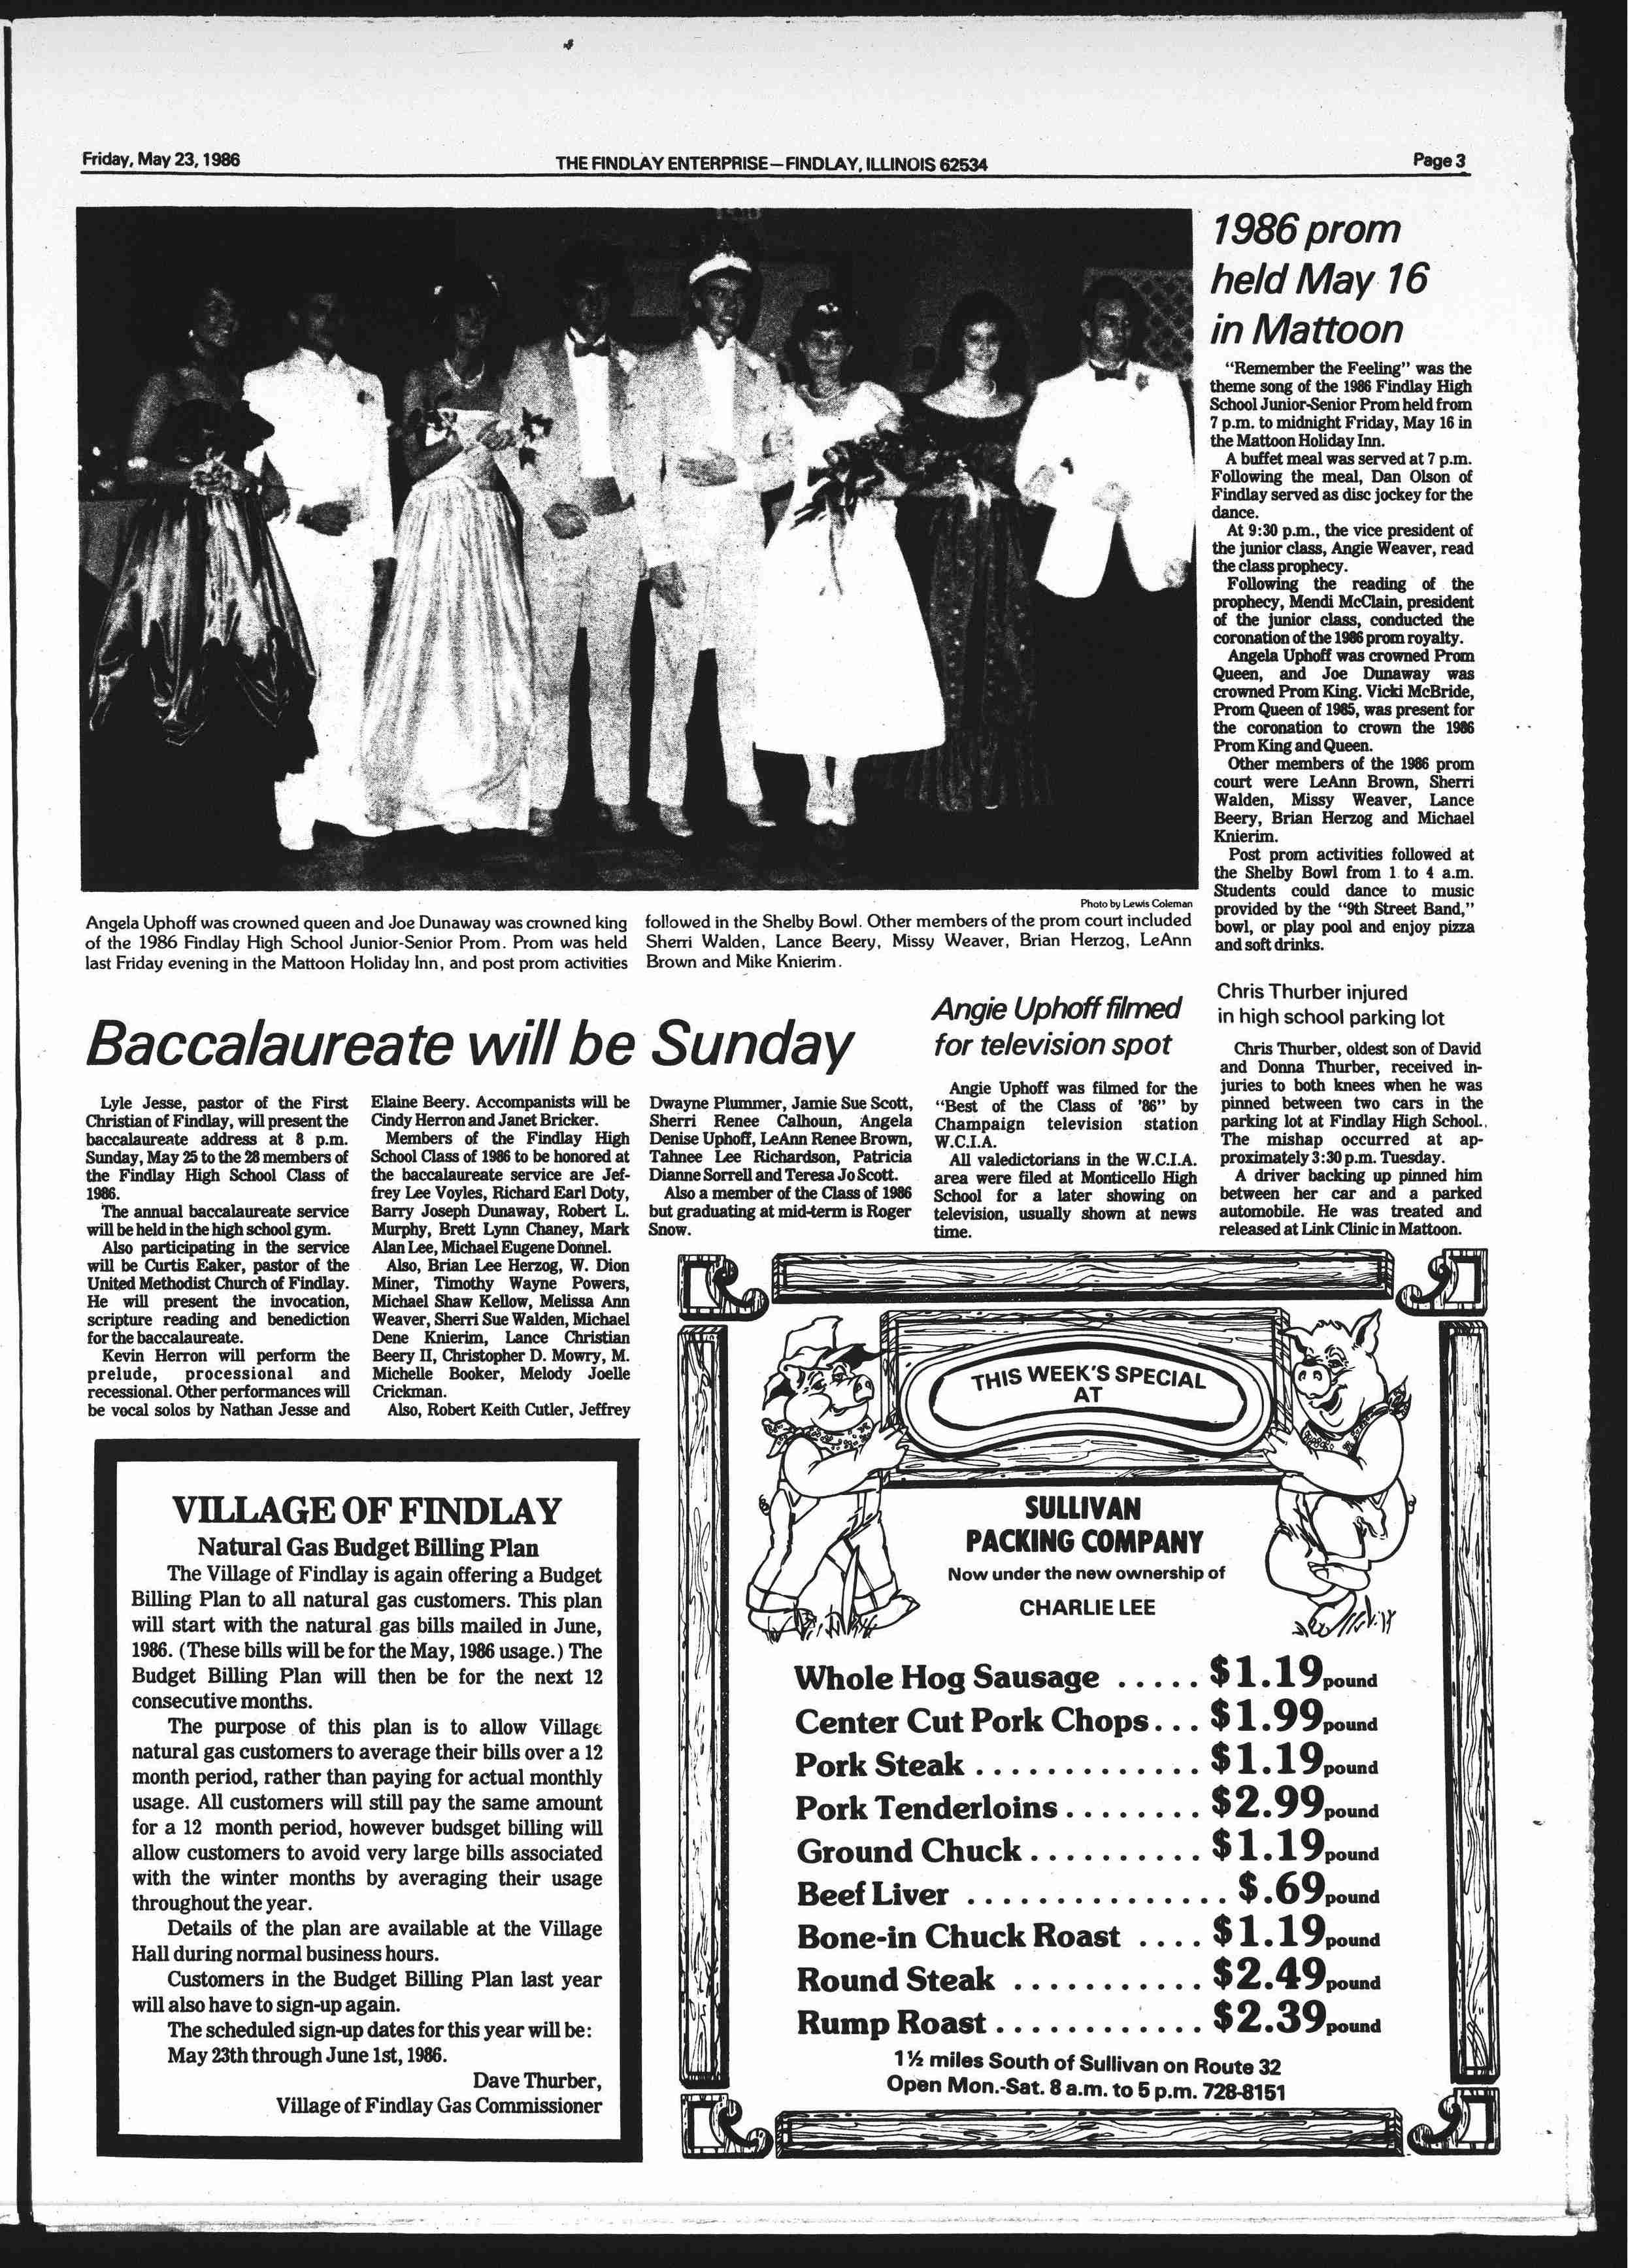 Friday, May 23, 1986
THE FINDLAY ENTERPRISE—FINDLAY, ILLINOIS 62534
Page 3
Photo by Lewis Coleman
Angela Uphoff was crowned queen and Joe Dunaway was crowned king
of the 1986 Findlay High School Junior-Senior Prom. Prom was held
last Friday evening in the Mattoon Holiday Inn, and post prom activities
followed in the Shelby Bowl. Other members of the prom court included
Sherri Walden, Lance Beery, Missy Weaver, Brian Herzog, LeAnn
Brown and Mike Knierim.
1986 prom
held May 16
in Mattoon
"Remember the Feeling" was the
theme song of the 1986 Findlay High
School Junior-Senior Prom held from
7 p.m. to midnight Friday, May 16 in
the Mattoon Holiday Inn.
A buffet meal was served at 7 p.m.
Following the meal, Dan Olson of
Findlay served as disc jockey for the
dance.
At 9:30 p.m., the vice president of
the junior class, Angie Weaver, read
the class prophecy.
Following the reading of the
prophecy, Mendi McClain, president
of the junior class, conducted the
coronation of the 1986 prom royalty.
Angela Uphoff was crowned Prom
Queen, and Joe Dunaway was
crowned Prom King. Vicki McBride,
Prom Queen of 1985, was present for
the coronation to crown the 1986
Prom King and Queen.
Other members of the 1986 prom
court were LeAnn Brown, Sherri
Walden, Missy Weaver, Lance
Beery, Brian Herzog and Michael
Knierim.
Post prom activities followed at
the Shelby Bowl from 1 to 4 a.m.
Students could dance to music
provided by the "9th Street Band,"
bowl, or play pool and enjoy pizza
and soft drinks.
Baccalaureate will be Sunday
Lyle Jesse, pastor of the First
Christian of Findlay, will present the
baccalaureate address at 8 p.m.
Sunday, May 25 to the 28 members of
the Findlay High School Class of
1986.
The annual baccalaureate service
will be held in the high school gym.
Also participating in the service
will be Curtis Eaker, pastor of the
United Methodist Church of Findlay.
He will present the invocation,
scripture reading and benediction
for the baccalaureate.
Kevin Herron will perform the
prelude, processional and
recessional. Other performances will
be vocal solos by Nathan Jesse and
Elaine Beery. Accompanists will be
Cindy Herron and Janet Bricker.
Members of the Findlay High
School Class of 1986 to be honored at
the baccalaureate service are Jef-
frey Lee Voyles, Richard Earl Doty,
Barry Joseph Dunaway, Robert L.
Murphy, Brett Lynn Chaney, Mark
Alan Lee, Michael Eugene Donnel.
Also, Brian Lee Herzog, W. Dion
Miner, Timothy Wayne Powers,
Michael Shaw Kellow, Melissa Ann
Weaver, Sherri Sue Walden, Michael
Dene Knierim, Lance Christian
Beery II, Christopher D. Mowry, M.
Michelle Booker, Melody Joelle
Crickman.
Also, Robert Keith Cutler, Jeffrey
Dwayne Plummer, Jamie Sue Scott,
Sherri Renee Calhoun, Angela
Denise Uphoff, LeAnn Renee Brown,
Tahnee Lee Richardson, Patricia
Dianne Sorrell and Teresa Jo Scott.
Also a member of the Class of 1986
but graduating at mid-term is Roger
Snow.
Angie Uphoff filmed
for television spot
Angie Uphoff was filmed for the
"Best of the Class of '86" by
Champaign television station
W.C.I.A.
All valedictorians in the W.C.I.A.
area were filed at Monticello High
School for a later showing on
television, usually shown at news
time.
Chris Thurber injured
in high school parking lot
Chris Thurber, oldest son of David
and Donna Thurber, received in-
juries to both knees when he was
pinned between two cars in the
parking lot at Findlay High School.
The mishap occurred at ap-
proximately 3:30 p.m. Tuesday.
A driver backing up pinned him
between her car and a parked
automobile. He was treated and
released at Link Clinic in Mattoon.
VILLAGE OF FINDLAY
Natural Gas Budget Billing Plan
The Village of Findlay is again offering a Budget
Billing Plan to all natural gas customers. This plan
will start with the natural gas bills mailed in June,
1986. (These bills will be for the May, 1986 usage.) The
Budget Billing Plan will then be for the next 12
consecutive months.
The purpose of this plan is to allow Village
natural gas customers to average their bills over a 12
month period, rather than paying for actual monthly
usage. All customers will still pay the same amount
for a 12 month period, however budsget billing will
allow customers to avoid very large bills associated
with the winter months by averaging their usage
throughout the year.
Details of the plan are available at the Village
Hall during normal business hours.
Customers in the Budget Billing Plan last year
will also have to sign-up again.
The scheduled sign-up dates for this year will be:
May 23th through June 1st, 1986.
Dave Thurber,
Village of Findlay Gas Commissioner
THIS WEEK'S SPECIAL
AT
SULLIVAN
PACKING COMPANY
Now under the new ownership of
CHARLIE LEE
Whole Hog Sausage ..... $1.19 pound
Center Cut Pork Chops... $1.99 pound
Pork Steak ............. $1.19 pound
Pork Tenderloins........ $2.99 pound
Ground Chuck.......... $1.19 pound
Beef Liver ............... $.69 pound
Bone-in Chuck Roast .... $1.19 pound
Round Steak ........... $2.49 pound
Rump Roast............ $2.39 pound
1½ miles South of Sullivan on Route 32
Open Mon.-Sat. 8 a.m. to 5 p.m. 728-8151